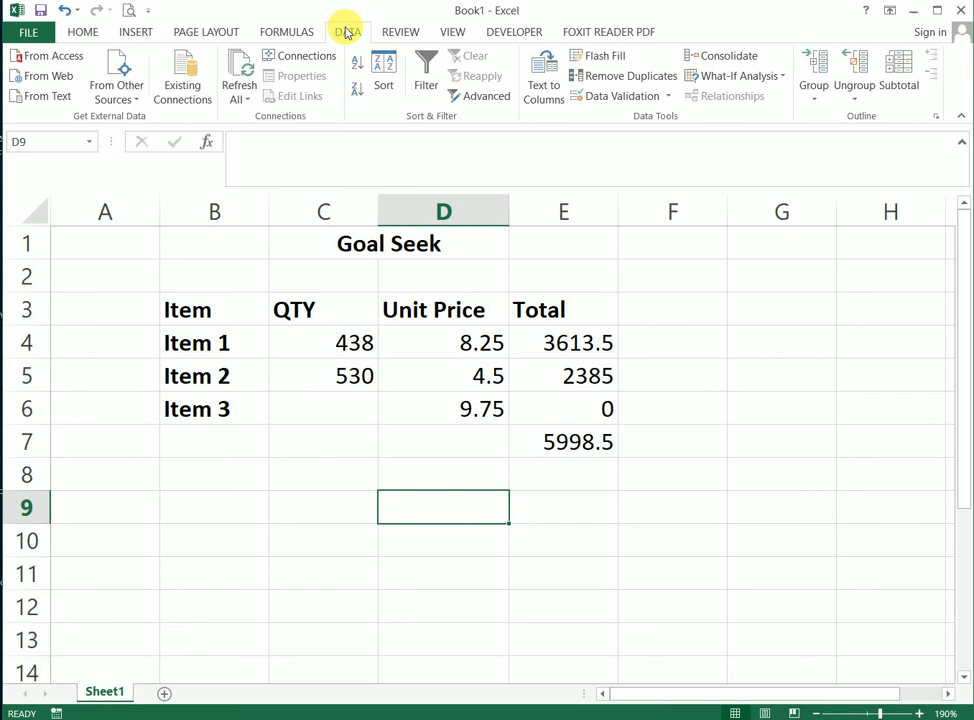 Book1 - Excel
?
FILE HOME INSERT PAGE LAYOUT FORMULAS DATA REVIEW VIEW DEVELOPER FOXIT READER PDF Sign in
From Access
From Web
From Text
From Other
Sources
Existing
Connections
Get External Data
Refresh
All
Connections
Properties
Edit Links
Connections
Sort
Filter
Clear
Reapply
Advanced
Sort & Filter
Text to
Columns
Flash Fill
Remove Duplicates
Data Validation
Consolidate
What-If Analysis
Relationships
Data Tools
Group Ungroup Subtotal
Outline
D9 fx
A B C D E F G H
1 Goal Seek
2
3 Item QTY Unit Price Total
4 Item 1 438 8.25 3613.5
5 Item 2 530 4.5 2385
6 Item 3 9.75 0
7 5998.5
8
9
10
11
12
13
14
Sheet1
READY 190%